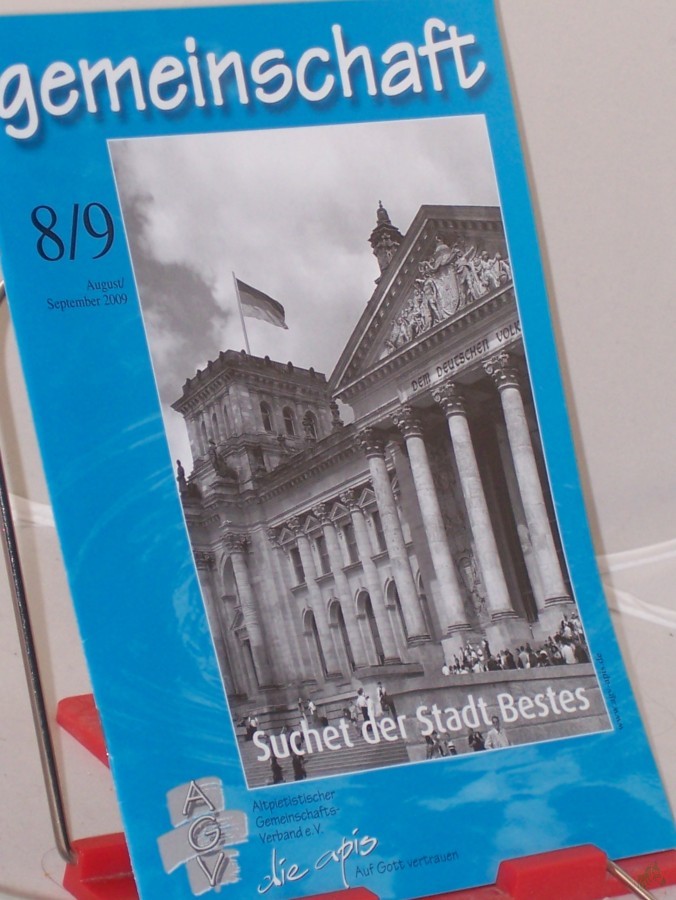 gemeinschaft
8/9
August/
September 2009
DEM DEUTSCHEN VOLK
Suchet der Stadt Bestes
AGV
Altpietistischer
Gemeinschafts-
Verband e.V.
die apis
Auf Gott vertrauen